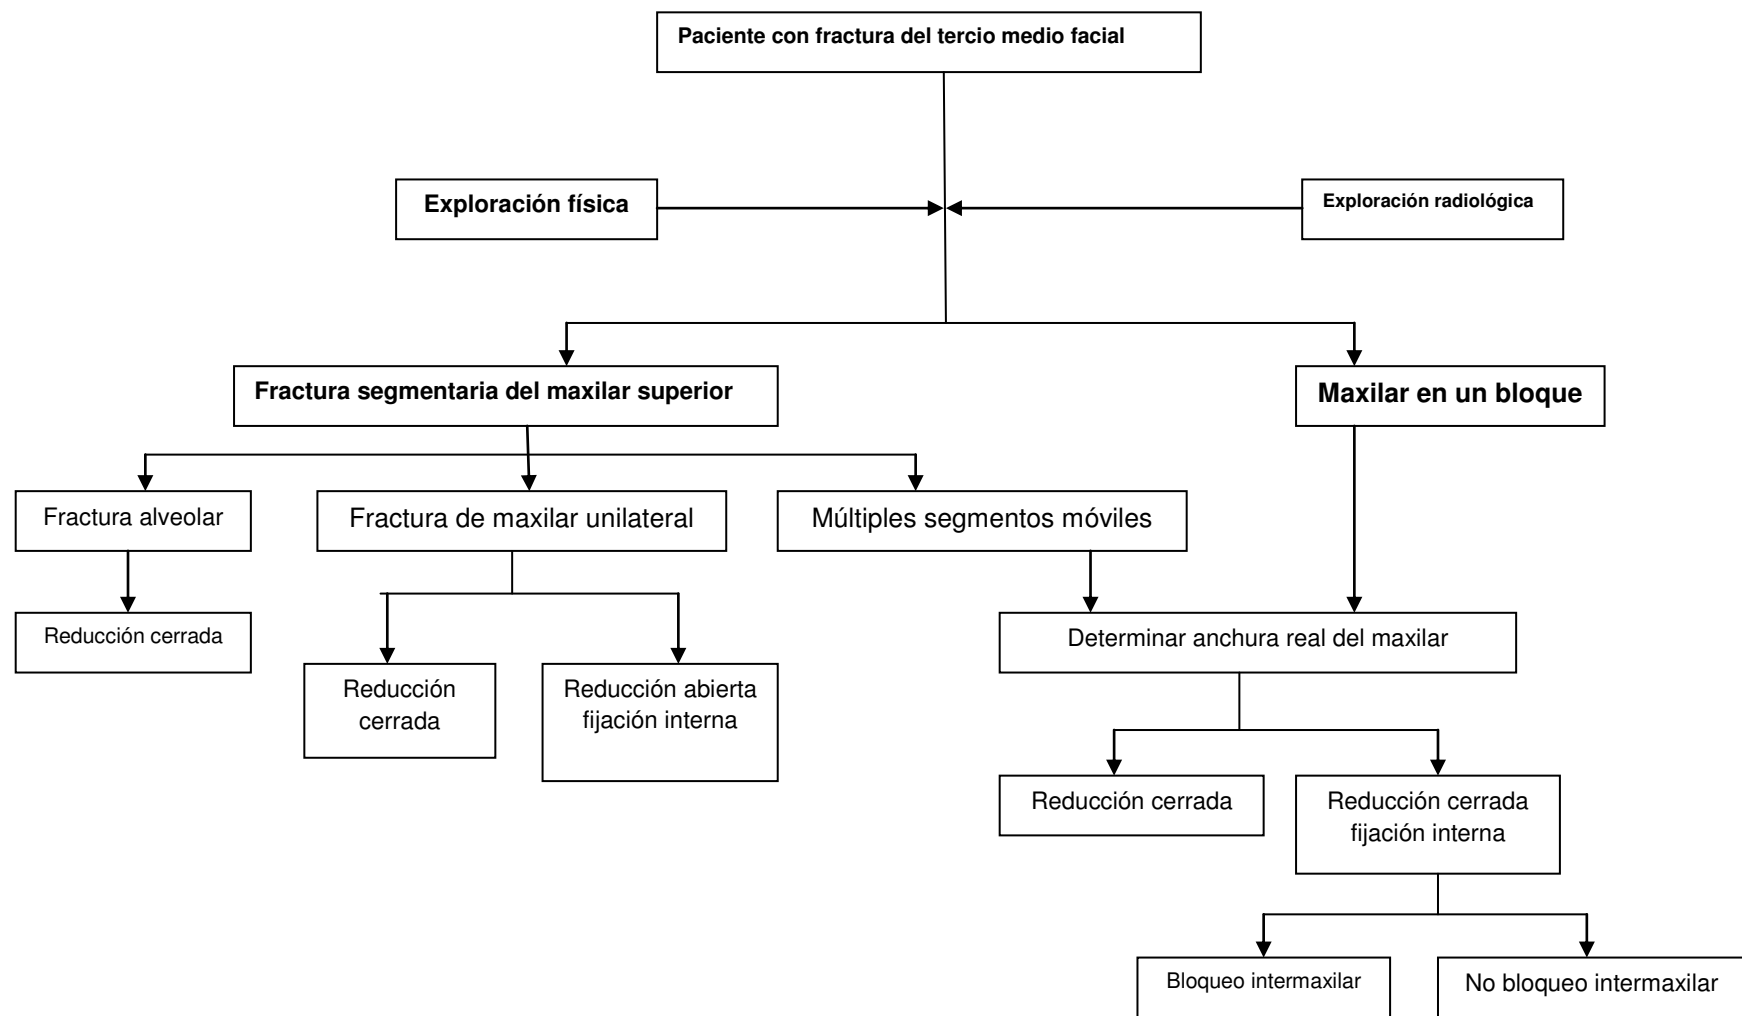 Paciente con fractura del tercio medio facial
Exploración física
Exploración radiológica
Fractura segmentaria del maxilar superior
Maxilar en un bloque
Fractura alveolar
Fractura de maxilar unilateral
Múltiples segmentos móviles
Reducción cerrada
Determinar anchura real del maxilar
Reducción
cerrada
Reducción abierta
fijación interna
Reducción cerrada
Reducción cerrada
fijación interna
Bloqueo intermaxilar
No bloqueo intermaxilar